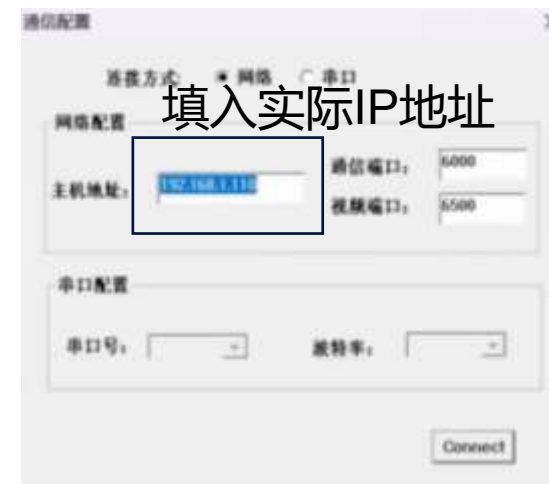 通信配置
连接方式 网络 串口
填入实际IP地址
网络配置
主机地址: 192.168.1.110
通信端口: 6000
视频端口: 6500
串口配置
串口号: 波特率:
Connect